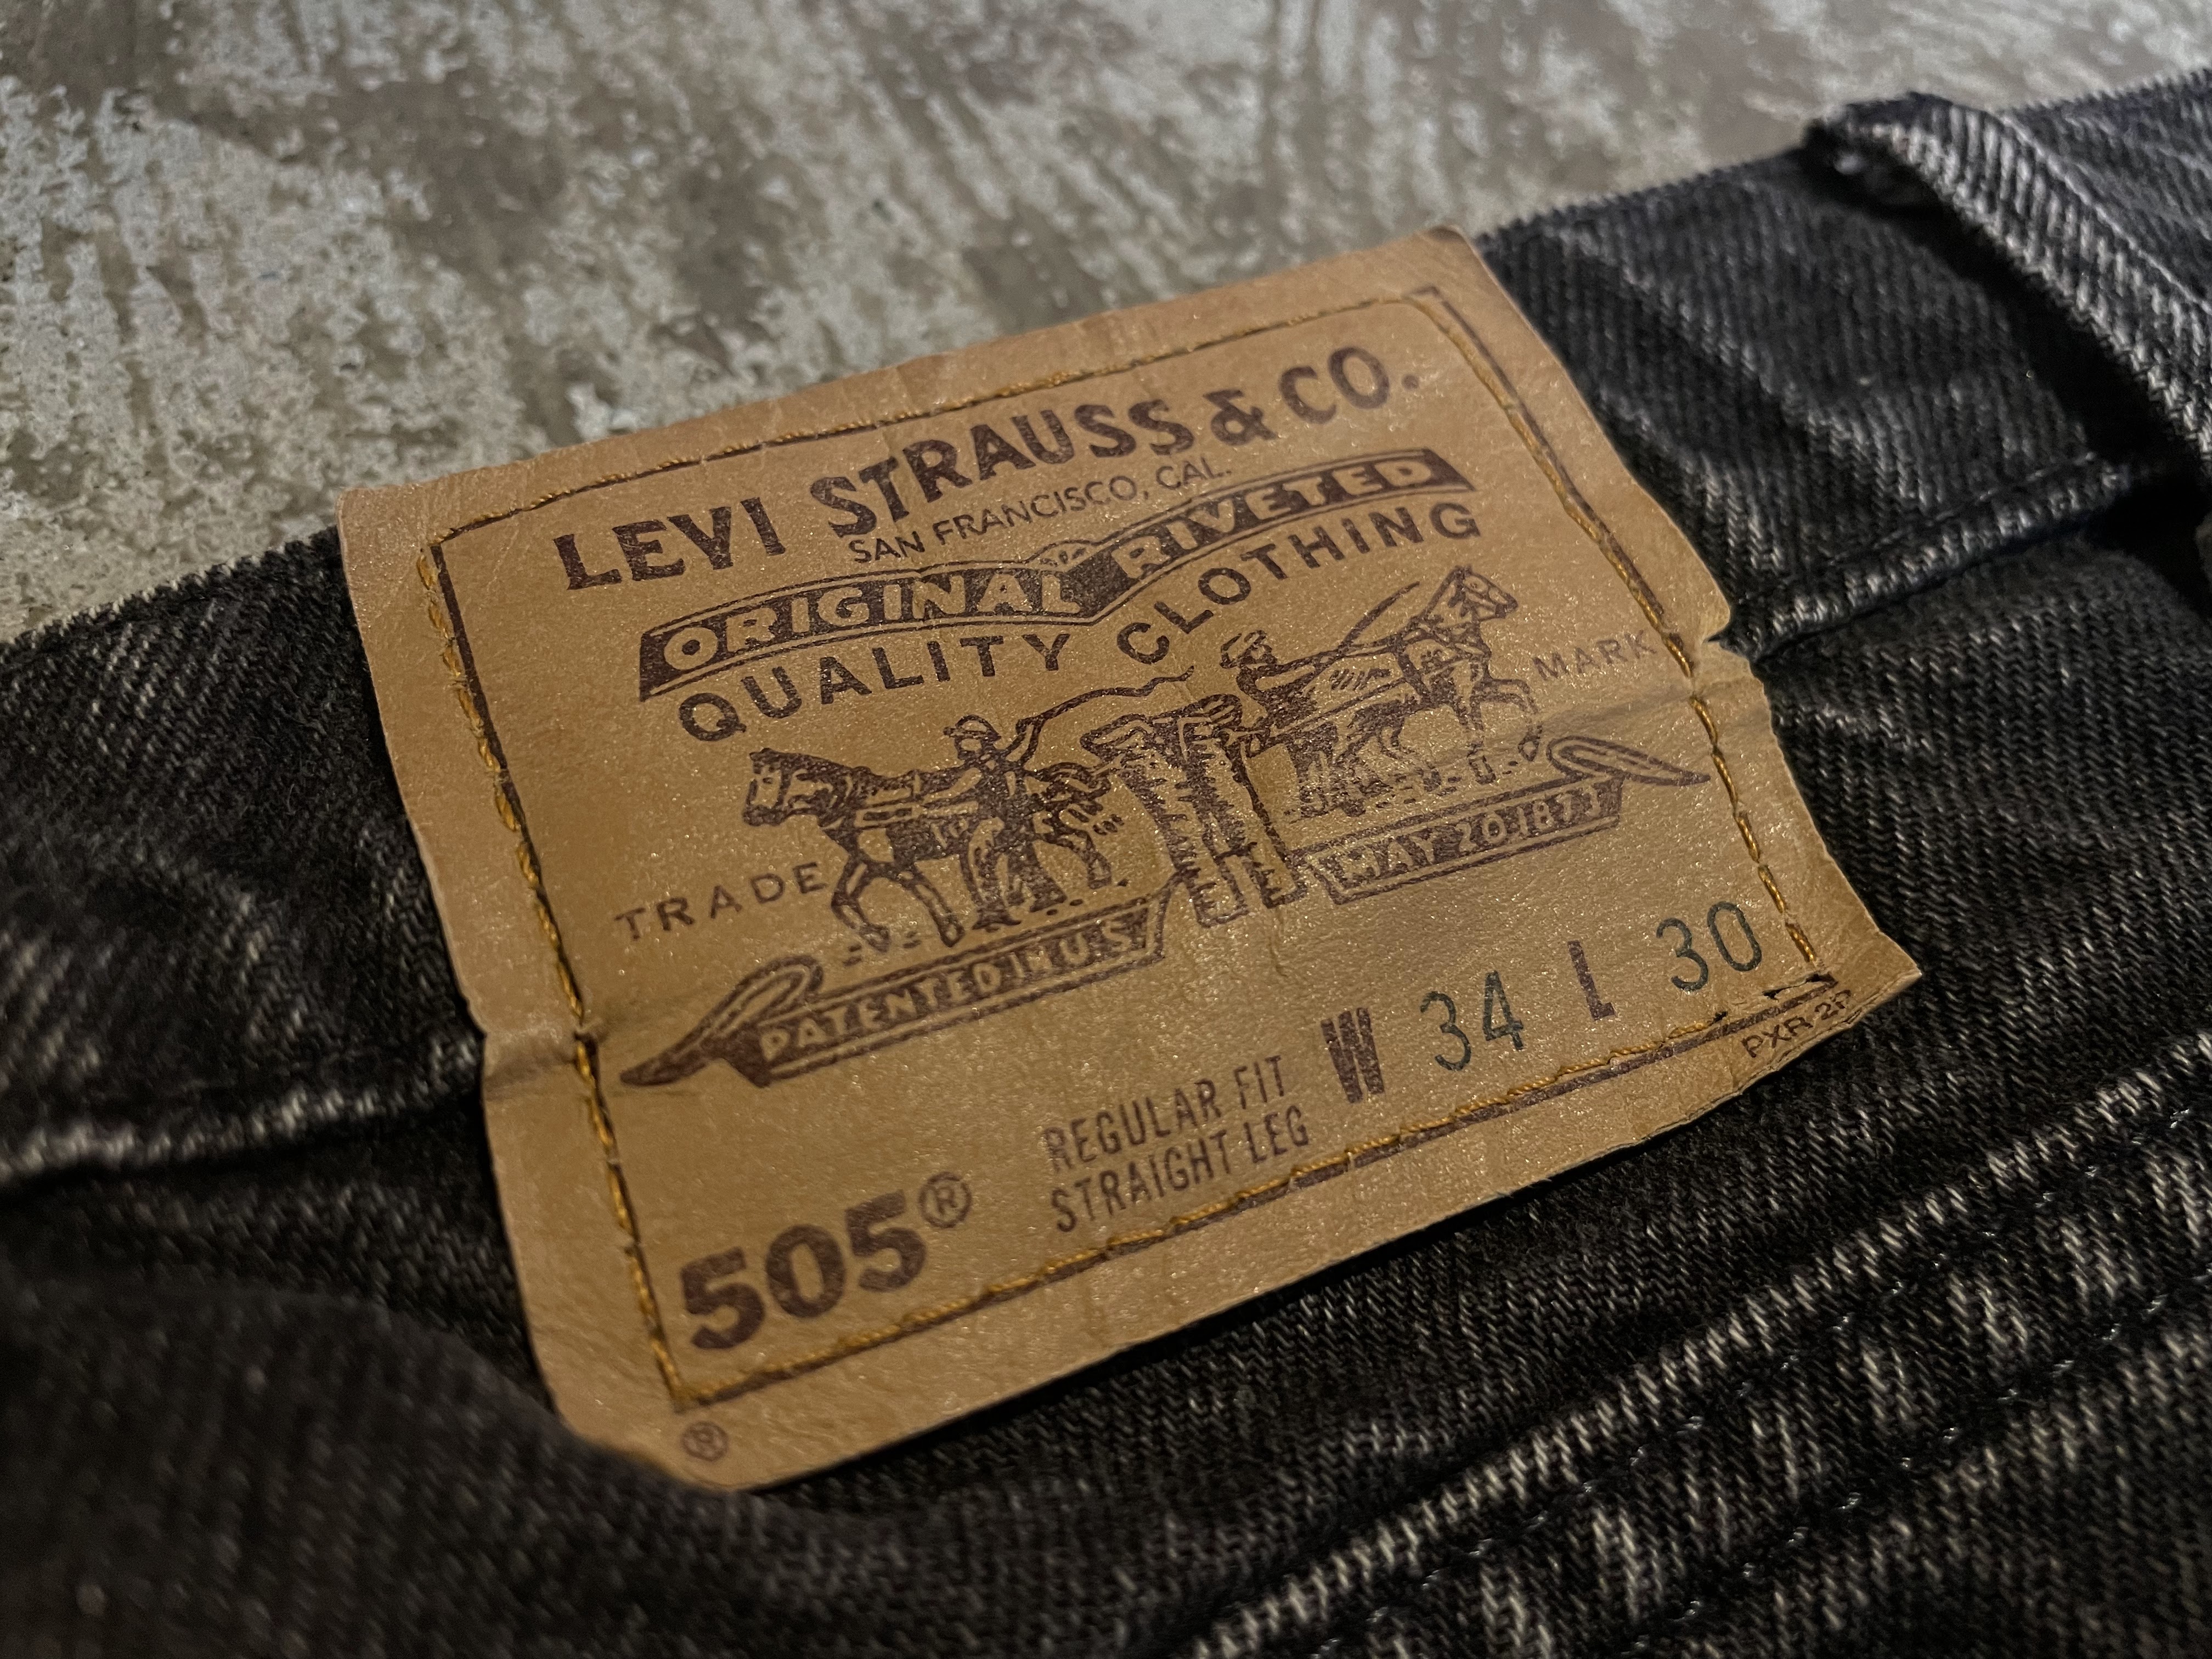 LEVI STRAUSS & CO.
SAN FRANCISCO, CAL.
ORIGINAL RIVETED
QUALITY CLOTHING
TRADE MARK
PATENTED IN U.S. MAY 20 1873
505® REGULAR FIT STRAIGHT LEG W 34 L 30
PXR 2P
®